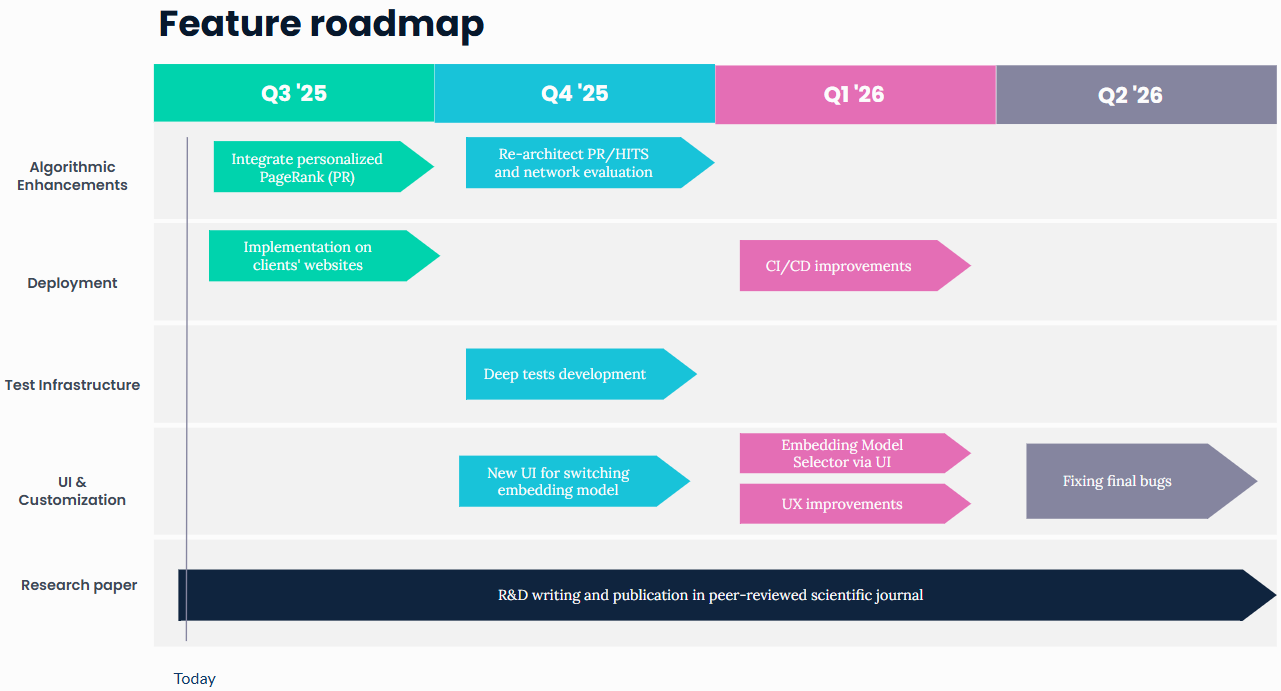 Feature roadmap
Q3 '25
Q4 '25
Q1 '26
Q2 '26
Algorithmic
Enhancements
Integrate personalized
PageRank (PR)
Re-architect PR/HITS
and network evaluation
Deployment
Implementation on
clients' websites
CI/CD improvements
Test Infrastructure
Deep tests development
UI &
Customization
New UI for switching
embedding model
Embedding Model
Selector via UI
UX improvements
Fixing final bugs
Research paper
R&D writing and publication in peer-reviewed scientific journal
Today